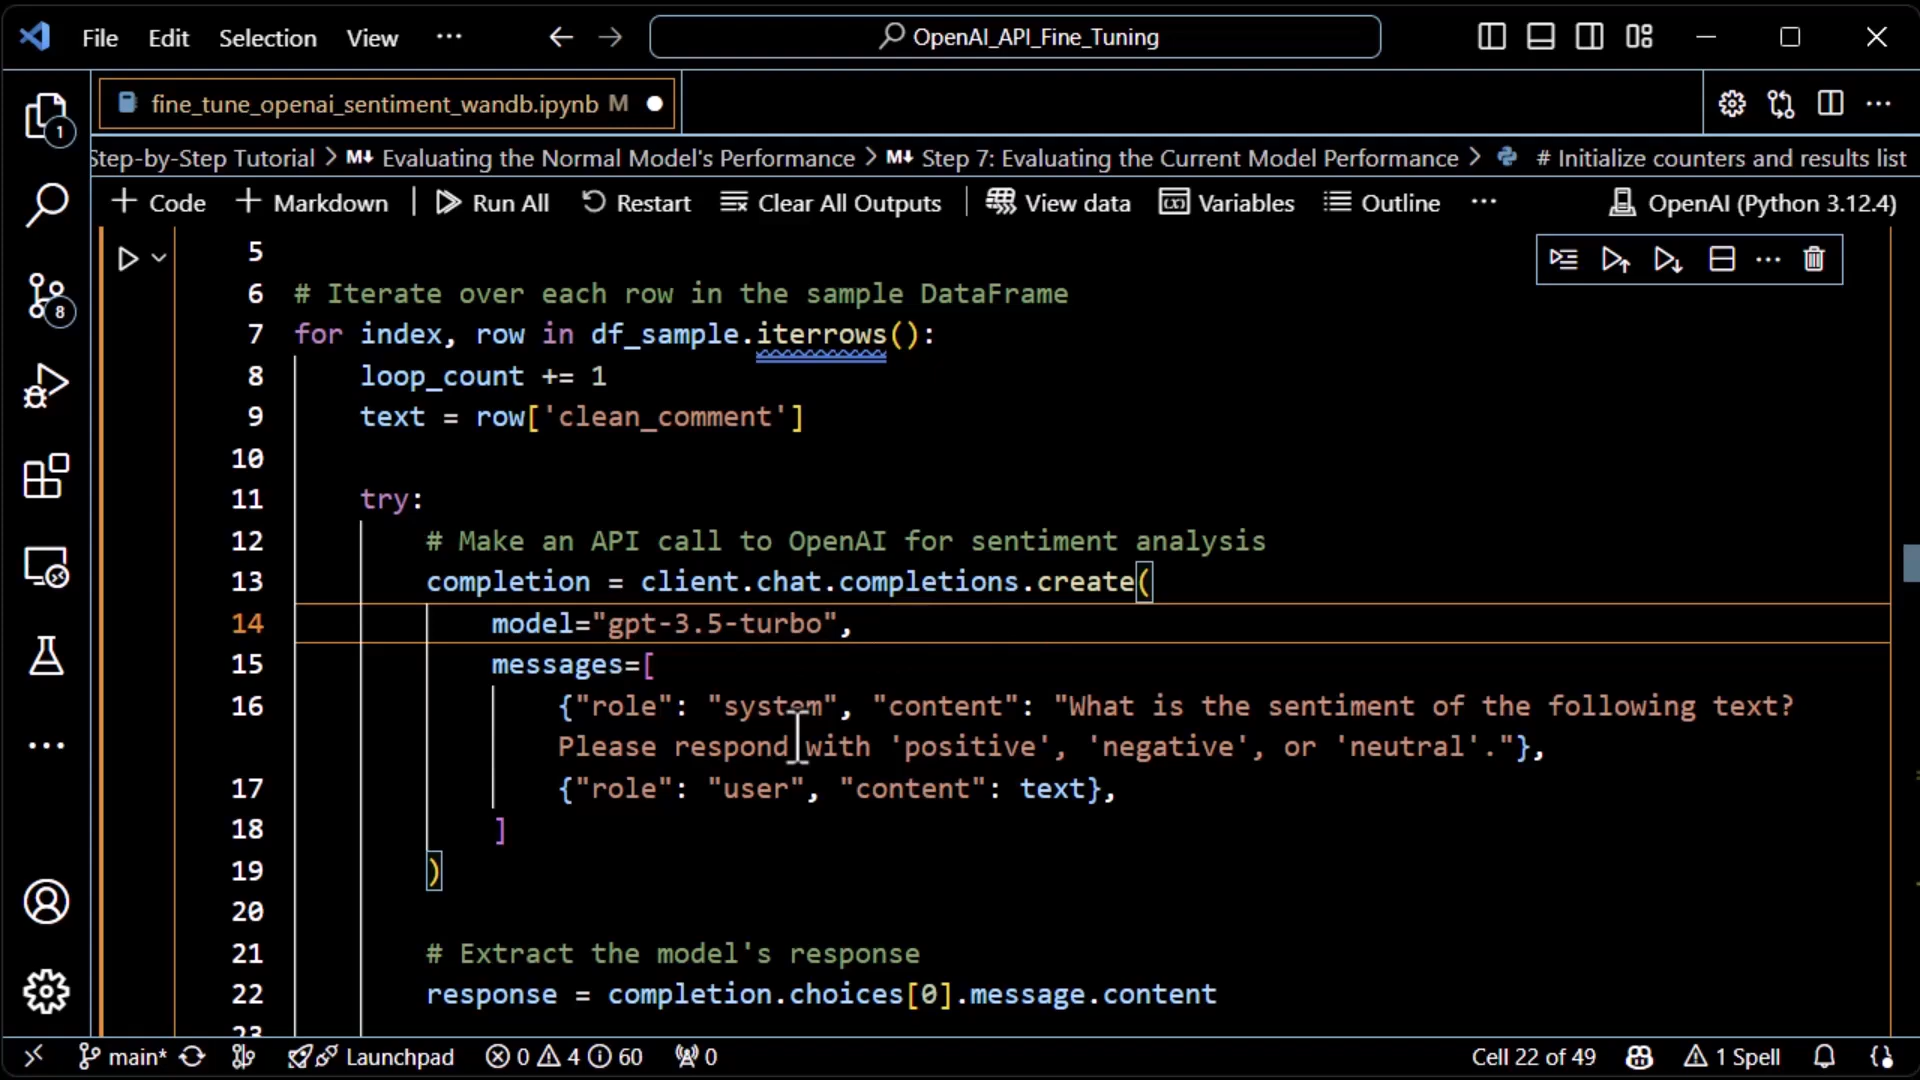 File Edit Selection View ··· OpenAI_API_Fine_Tuning
fine_tune_openai_sentiment_wandb.ipynb M
Step-by-Step Tutorial > M↓ Evaluating the Normal Model's Performance > M↓ Step 7: Evaluating the Current Model Performance > # Initialize counters and results list
+ Code + Markdown | Run All Restart Clear All Outputs | View data Variables Outline ··· OpenAI (Python 3.12.4)
5
6 # Iterate over each row in the sample DataFrame
7 for index, row in df_sample.iterrows():
8 loop_count += 1
9 text = row['clean_comment']
10
11 try:
12 # Make an API call to OpenAI for sentiment analysis
13 completion = client.chat.completions.create(
14 model="gpt-3.5-turbo",
15 messages=[
16 {"role": "system", "content": "What is the sentiment of the following text?
Please respond with 'positive', 'negative', or 'neutral'."},
17 {"role": "user", "content": text},
18 ]
19 )
20
21 # Extract the model's response
22 response = completion.choices[0].message.content
23
1
8
main* Launchpad 0 4 60 0 Cell 22 of 49 1 Spell